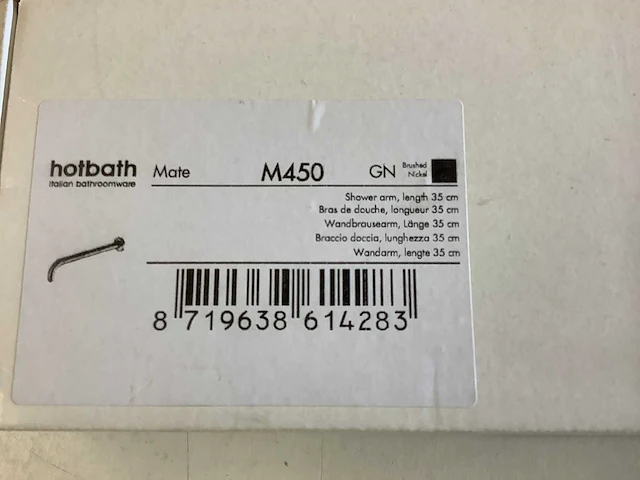 hotbath Mate M450 GN Brushed Nickel
italian bathroomware
Shower arm, length 35 cm
Bras de douche, longueur 35 cm
Wandbrausearm, Länge 35 cm
Braccio doccia, lunghezza 35 cm
Wandarm, lengte 35 cm
8 719638 614283